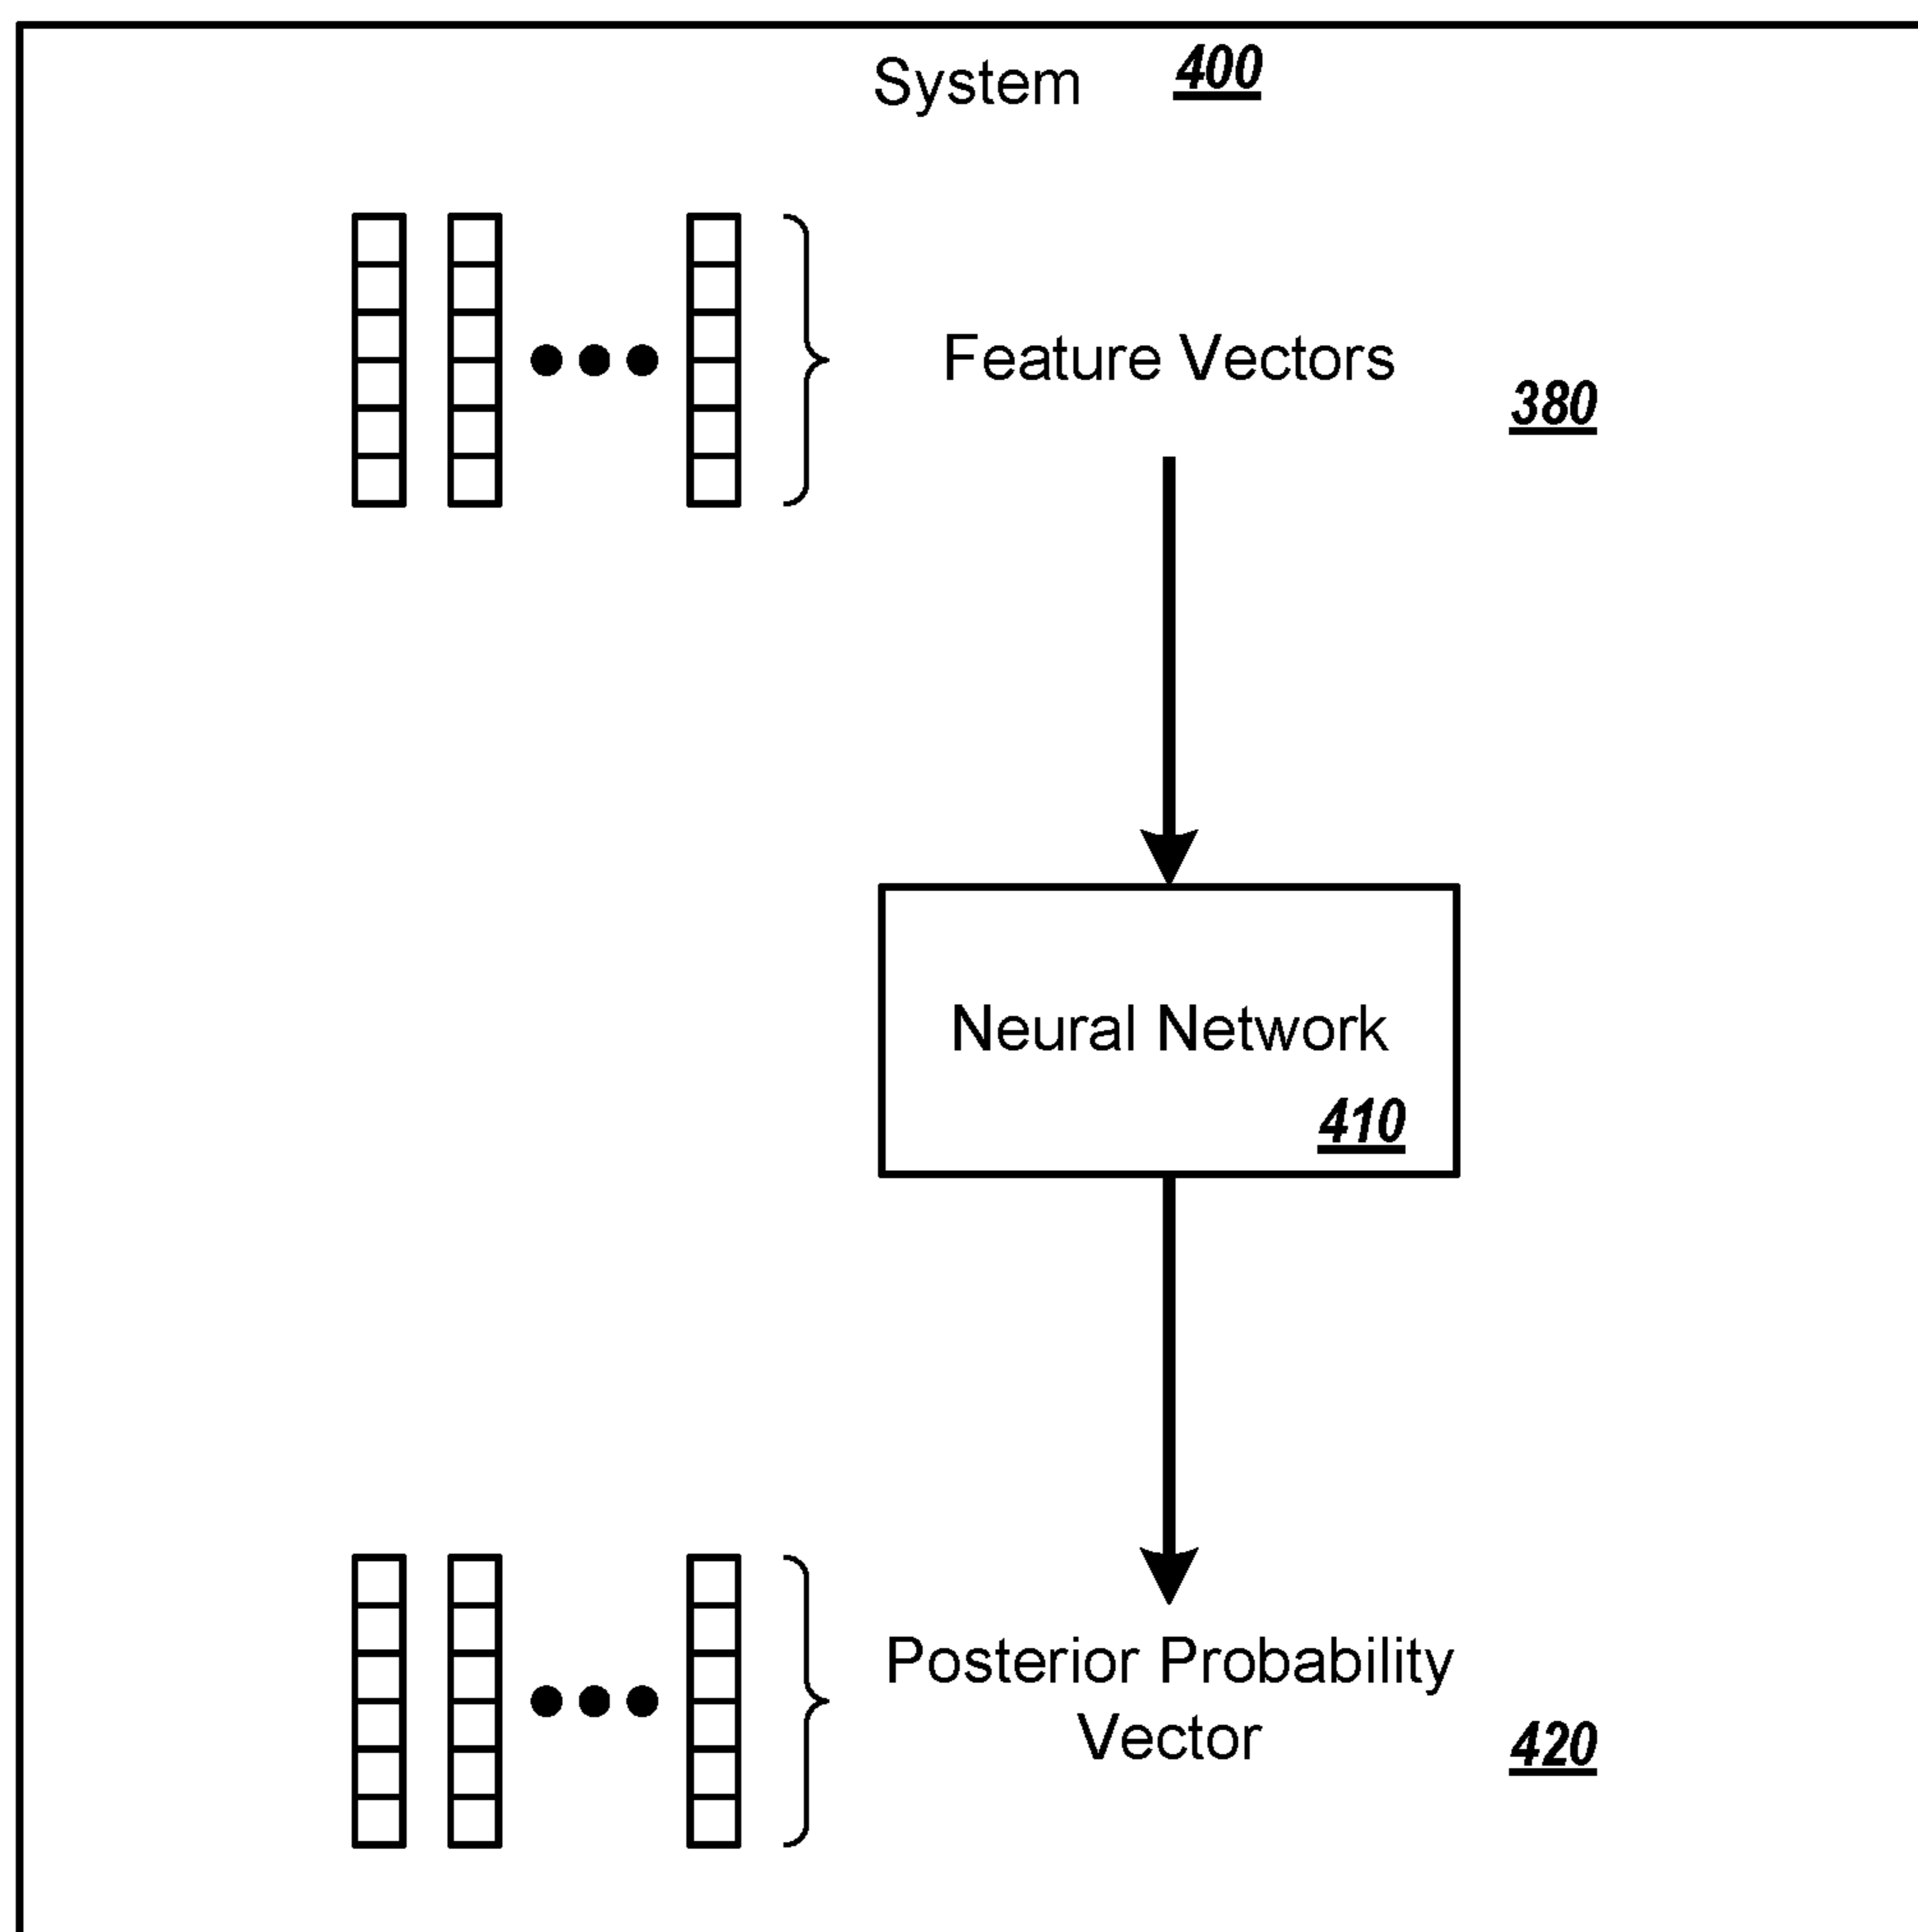 System 400
Feature Vectors
380
Neural Network
410
Posterior Probability
Vector
420